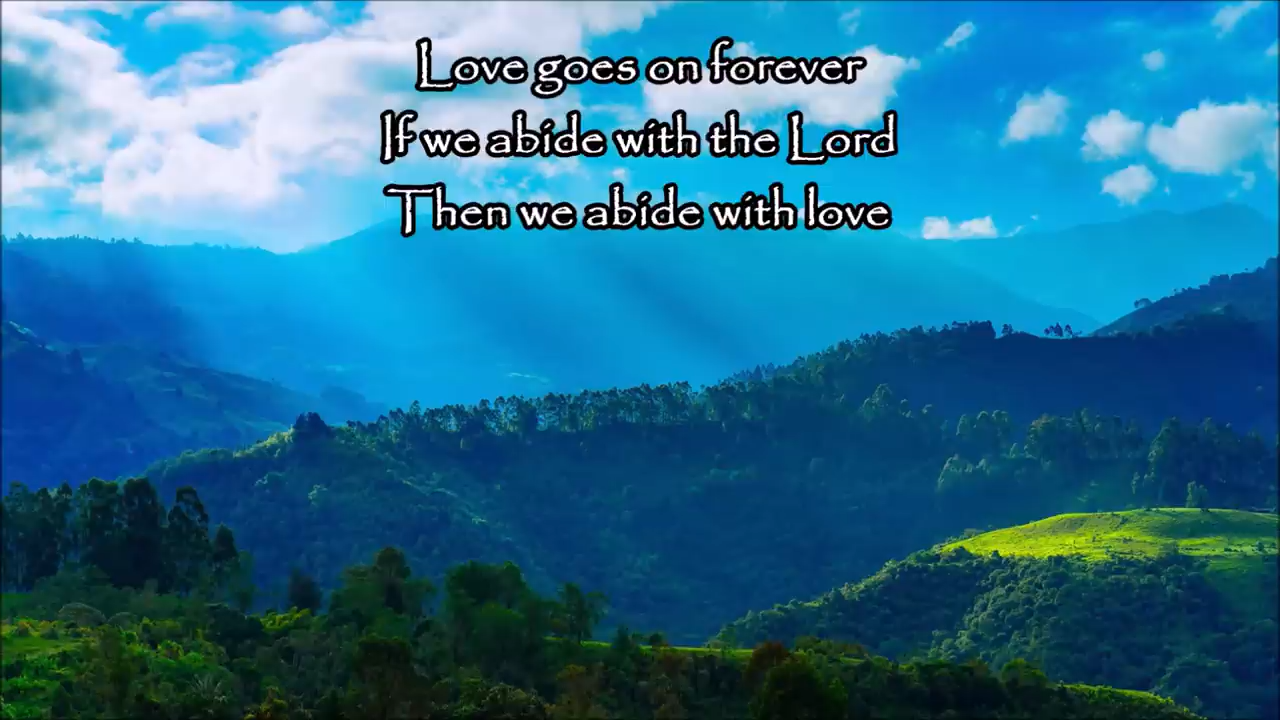 Love goes on forever
If we abide with the Lord
Then we abide with love